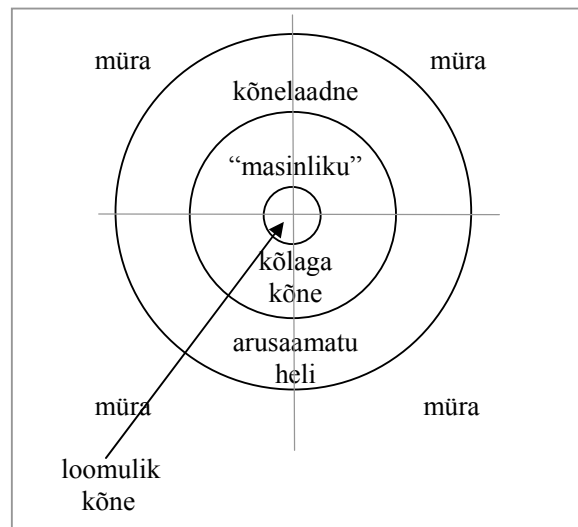 müra müra
kõnelaadne
“masinliku”
kõlaga
kõne
arusaamatu
heli
müra müra
loomulik
kõne